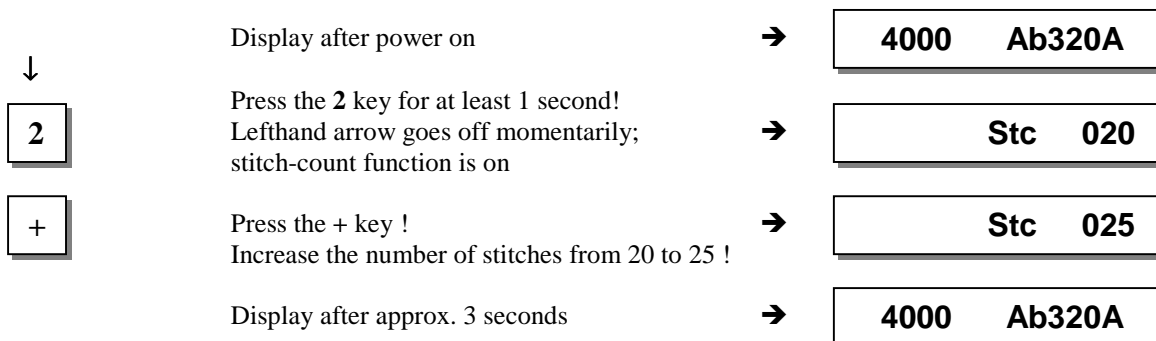 Display after power on ➔ 4000 Ab320A
↓
2
Press the 2 key for at least 1 second!
Lefthand arrow goes off momentarily; ➔ Stc 020
stitch-count function is on
+
Press the + key ! ➔ Stc 025
Increase the number of stitches from 20 to 25 !
Display after approx. 3 seconds ➔ 4000 Ab320A